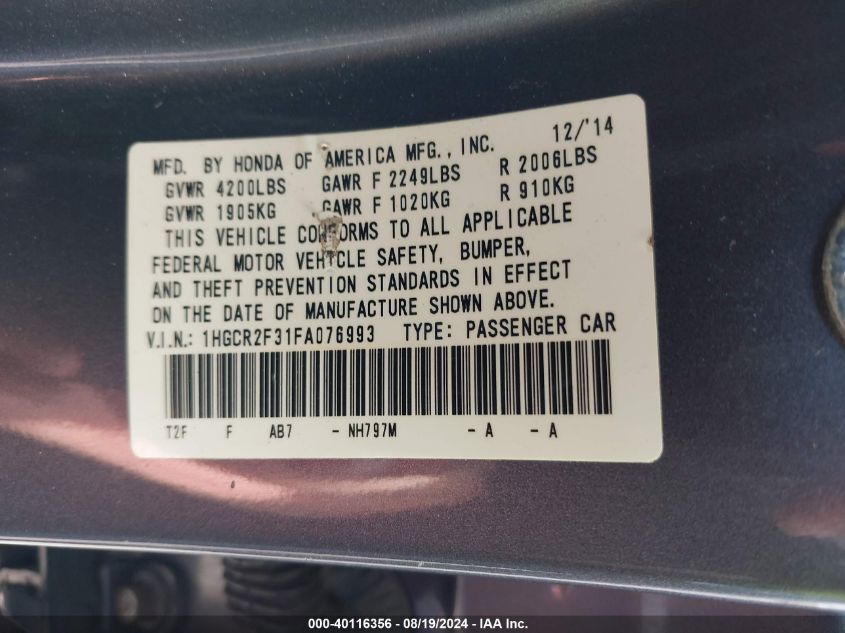 MFD. BY HONDA OF AMERICA MFG., INC. 12/'14
GVWR 4200LBS GAWR F 2249LBS R 2006LBS
GVWR 1905KG GAWR F 1020KG R 910KG
THIS VEHICLE CONFORMS TO ALL APPLICABLE
FEDERAL MOTOR VEHICLE SAFETY, BUMPER,
AND THEFT PREVENTION STANDARDS IN EFFECT
ON THE DATE OF MANUFACTURE SHOWN ABOVE.
V.I.N.: 1HGCR2F31FA076993 TYPE: PASSENGER CAR
T2F F AB7 - NH797M - A - A
000-40116356 - 08/19/2024 - IAA Inc.